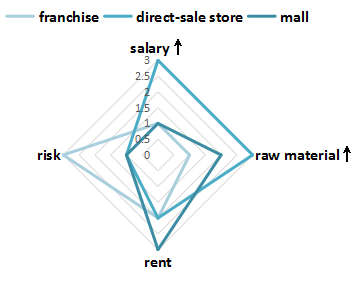 franchise direct-sale store mall
salary ↑
3
2.5
2
1.5
1
0.5
0
risk
raw material ↑
rent